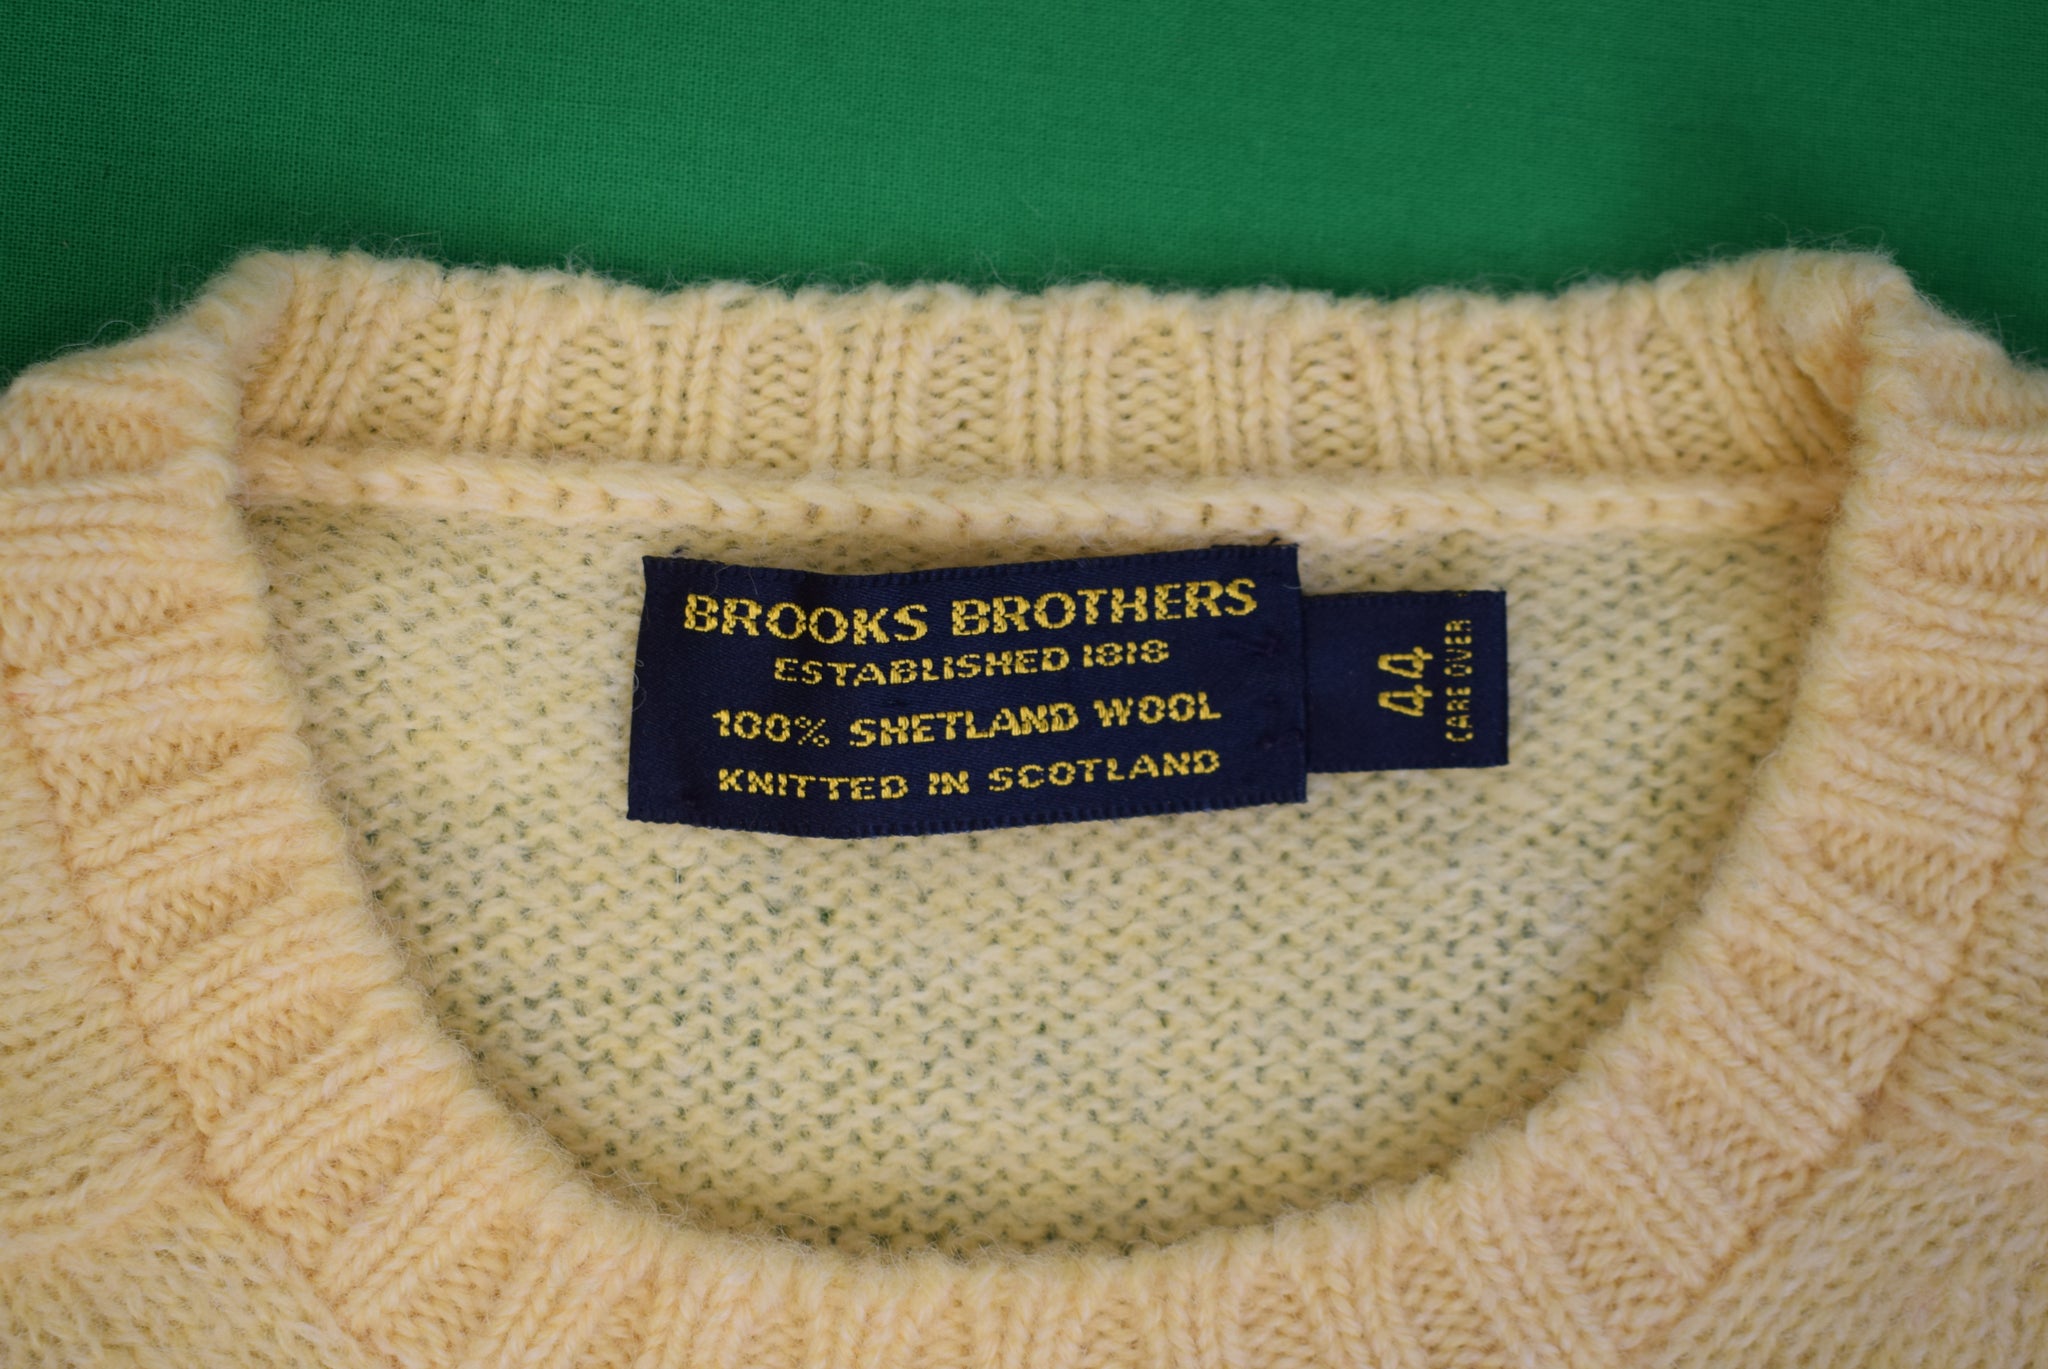 BROOKS BROTHERS
ESTABLISHED 1818
100% SHETLAND WOOL
KNITTED IN SCOTLAND
44
CARE OVER